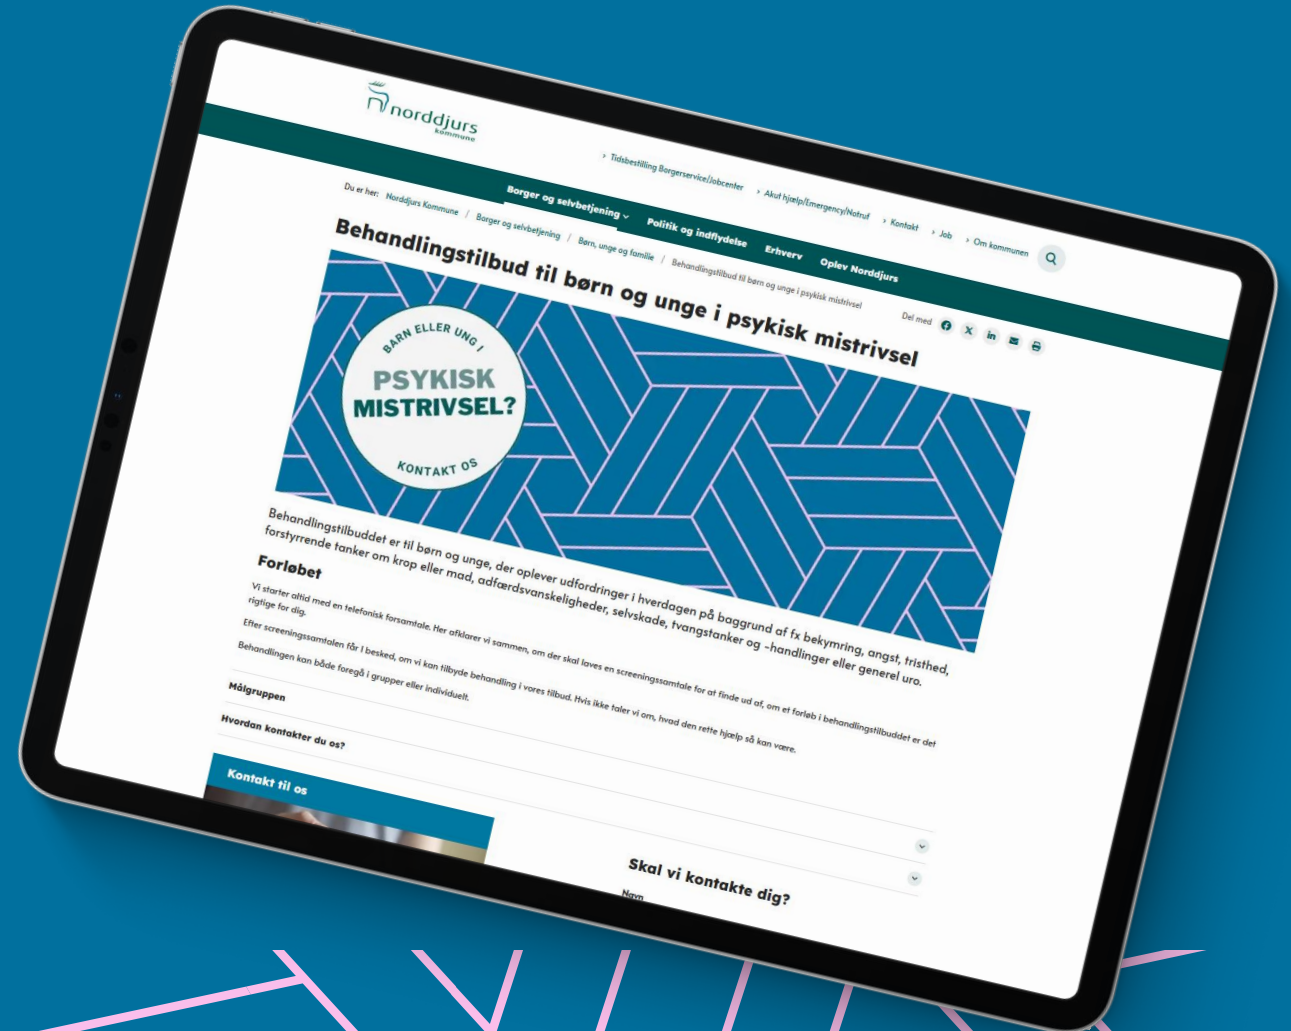 norddjurs
kommune
› Tidsbestilling Borgerservice/Jobcenter › Akut hjælp/Emergency/Notruf › Kontakt › Job › Om kommunen
Borger og selvbetjening Politik og indflydelse Erhverv Oplev Norddjurs
Du er her: Norddjurs Kommune / Borger og selvbetjening / Børn, unge og familie / Behandlingstilbud til børn og unge i psykisk mistrivsel
Del med
Behandlingstilbud til børn og unge i psykisk mistrivsel
BARN ELLER UNG I
PSYKISK
MISTRIVSEL?
KONTAKT OS
Behandlingstilbuddet er til børn og unge, der oplever udfordringer i hverdagen på baggrund af fx bekymring, angst, tristhed,
forstyrrende tanker om krop eller mad, adfærdsvanskeligheder, selvskade, tvangstanker og -handlinger eller generel uro.
Forløbet
Vi starter altid med en telefonisk forsamtale. Her afklarer vi sammen, om der skal laves en screeningssamtale for at finde ud af, om et forløb i behandlingstilbuddet er det
rigtige for dig.
Efter screeningssamtalen får I besked, om vi kan tilbyde behandling i vores tilbud. Hvis ikke taler vi om, hvad den rette hjælp så kan være.
Behandlingen kan både foregå i grupper eller individuelt.
Målgruppen
Hvordan kontakter du os?
Kontakt til os
Skal vi kontakte dig?
Navn